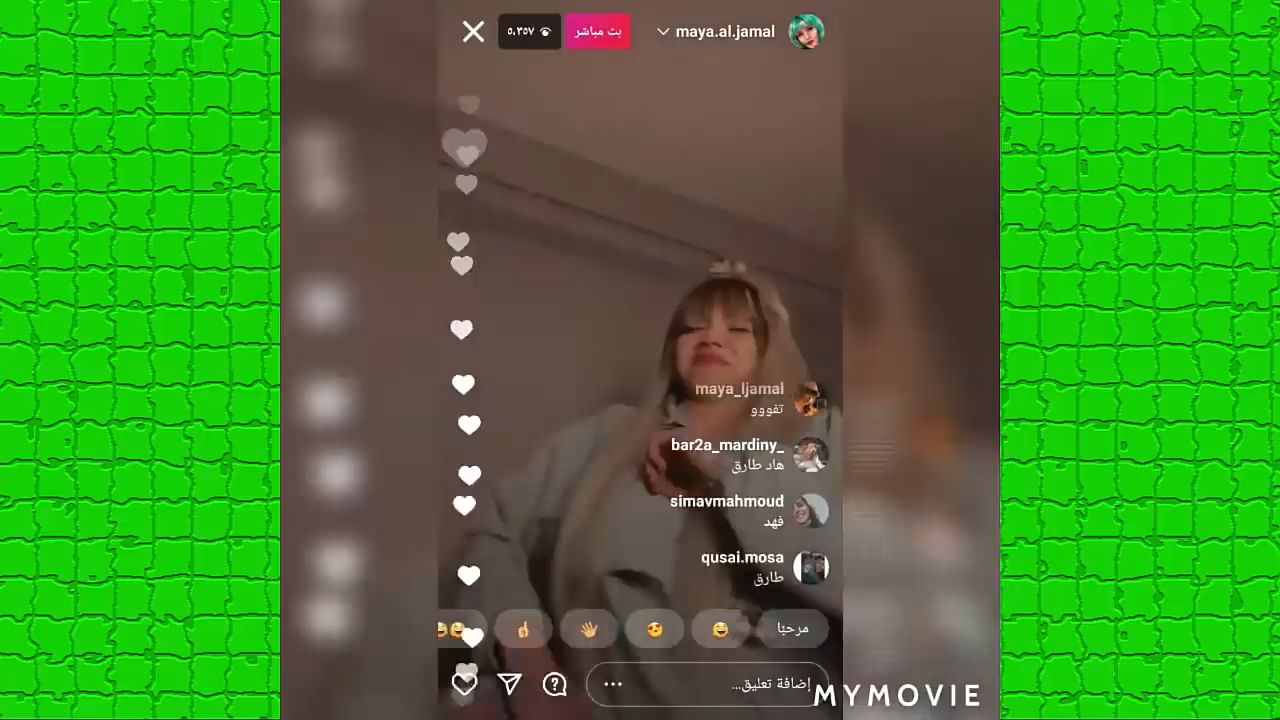 maya.al.jamal
بث مباشر
٥.٣٥٧
maya_ljamal
تفووو
bar2a_mardiny_
هاد طارق
simavmahmoud
فهد
qusai.mosa
طارق
مرحبًا
إضافة تعليق...
MYMOVIE